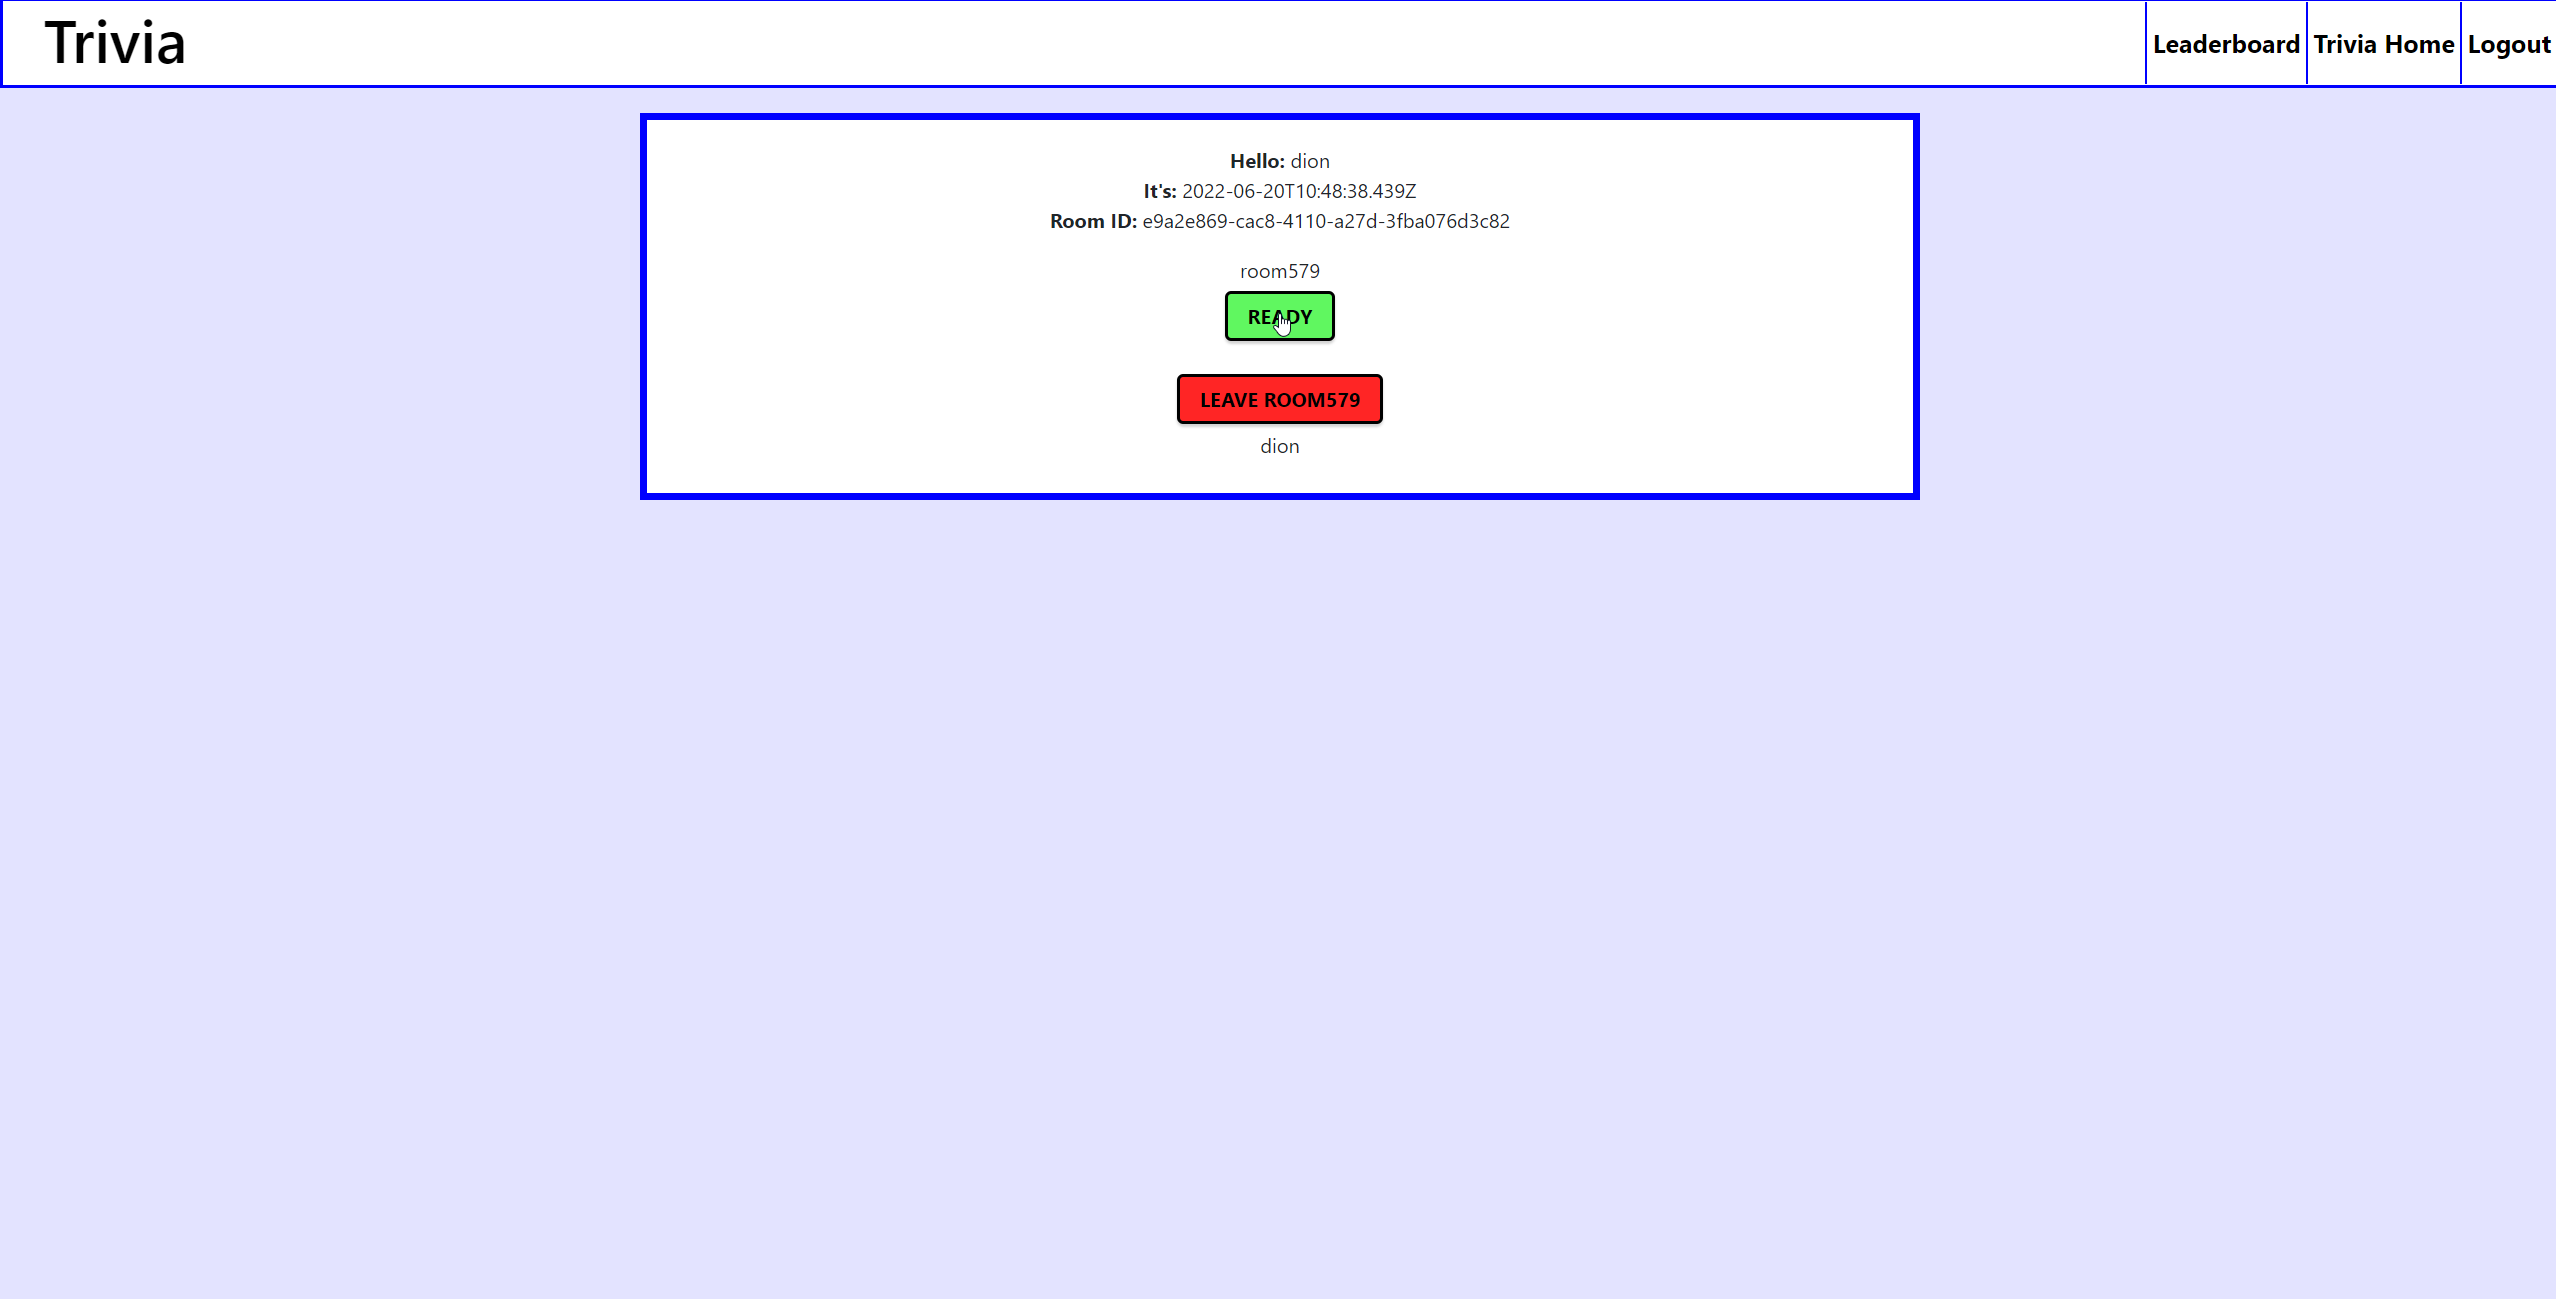 Trivia
Leaderboard
Trivia Home
Logout
Hello: dion
It's: 2022-06-20T10:48:38.439Z
Room ID: e9a2e869-cac8-4110-a27d-3fba076d3c82
room579
READY
LEAVE ROOM579
dion